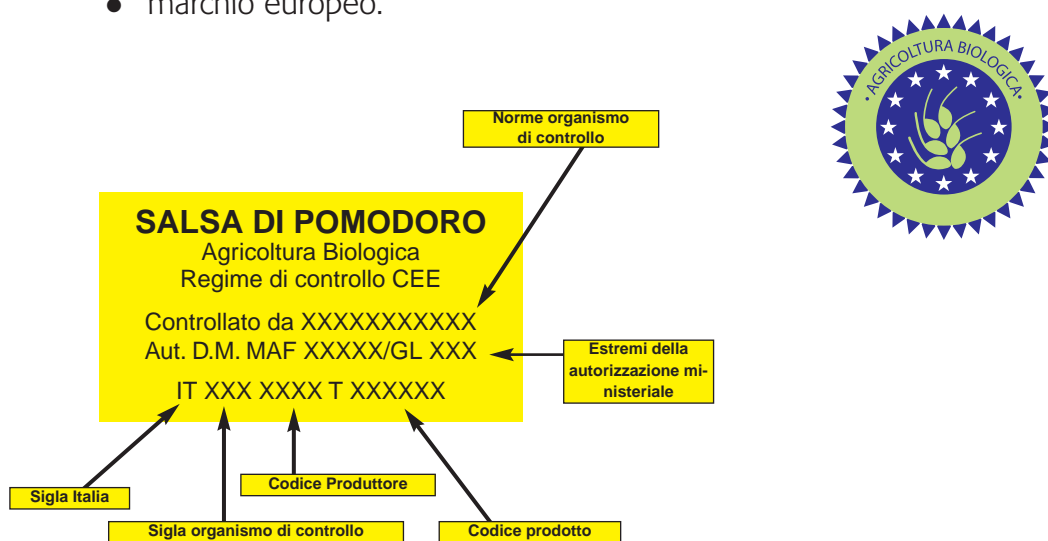 ● marchio europeo.
• AGRICOLTURA BIOLOGICA•
Norme organismo
di controllo
SALSA DI POMODORO
Agricoltura Biologica
Regime di controllo CEE
Controllato da XXXXXXXXXXX
Aut. D.M. MAF XXXXX/GL XXX
Estremi della
autorizzazione mi-
nisteriale
IT XXX XXXX T XXXXXX
Codice Produttore
Sigla Italia
Sigla organismo di controllo
Codice prodotto